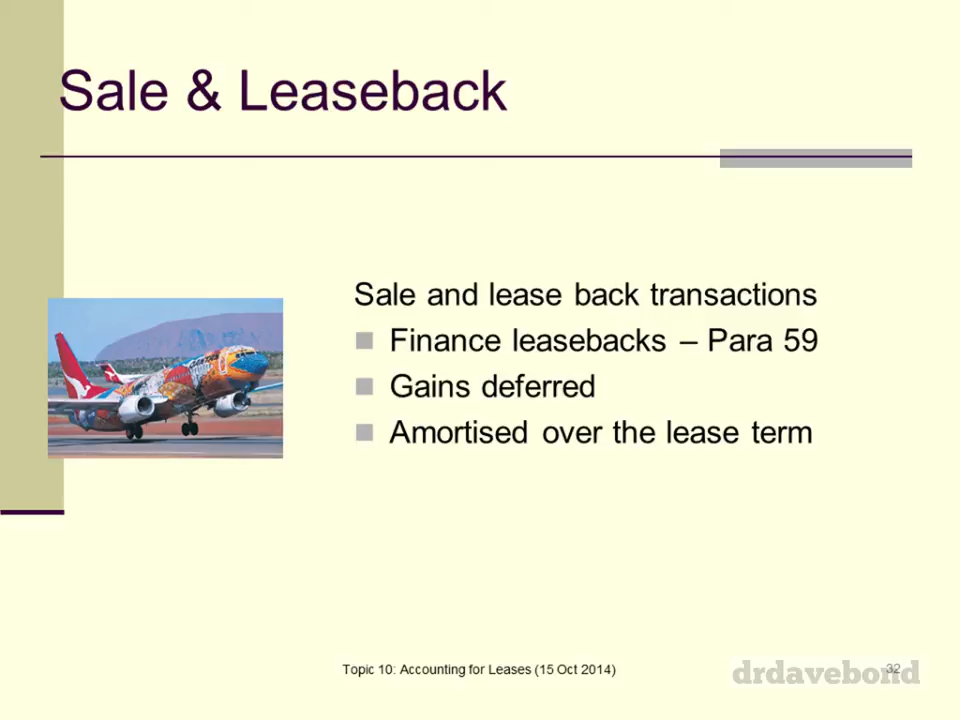 Sale & Leaseback
Sale and lease back transactions
Finance leasebacks – Para 59
Gains deferred
Amortised over the lease term
Topic 10: Accounting for Leases (15 Oct 2014)
32
drdavebond